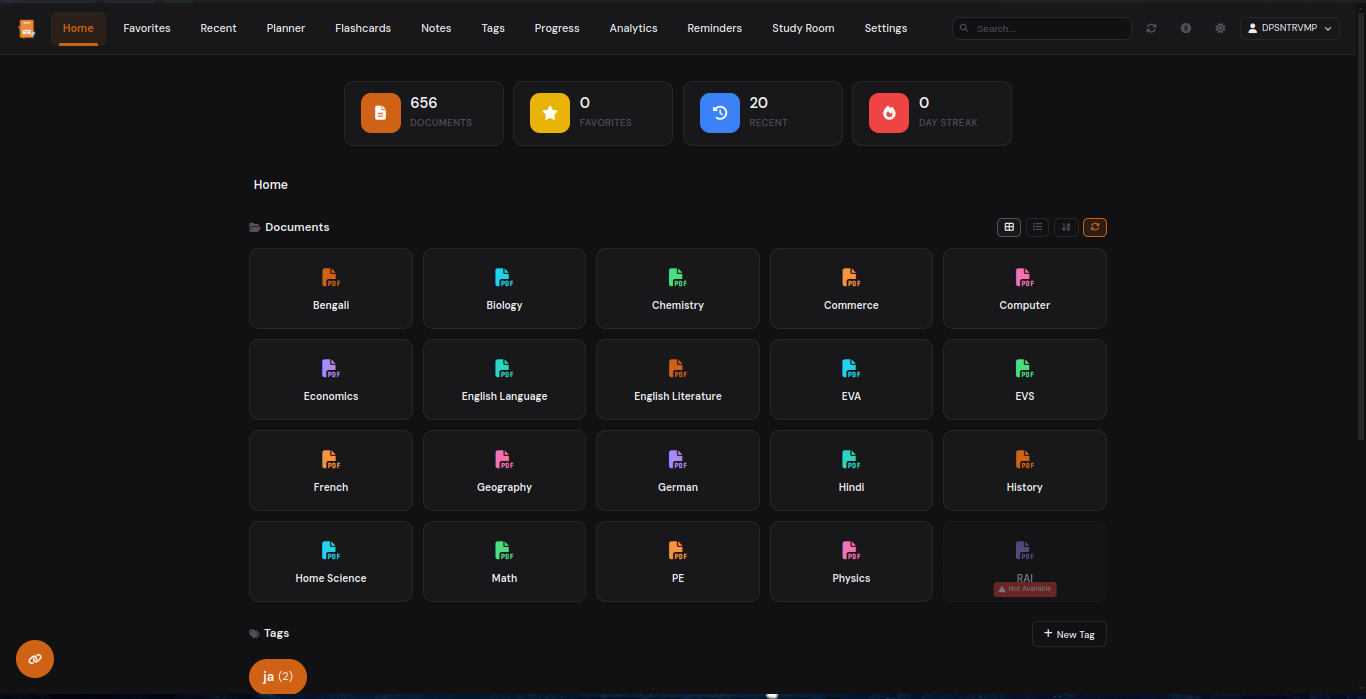 Home Favorites Recent Planner Flashcards Notes Tags Progress Analytics Reminders Study Room Settings Search... DPSNTRVMP
656 0 20 0
DOCUMENTS FAVORITES RECENT DAY STREAK
Home
Documents
PDF PDF PDF PDF PDF
Bengali Biology Chemistry Commerce Computer
PDF PDF PDF PDF PDF
Economics English Language English Literature EVA EVS
PDF PDF PDF PDF PDF
French Geography German Hindi History
PDF PDF PDF PDF PDF
Home Science Math PE Physics RAI
Not Available
Tags + New Tag
ja (2)